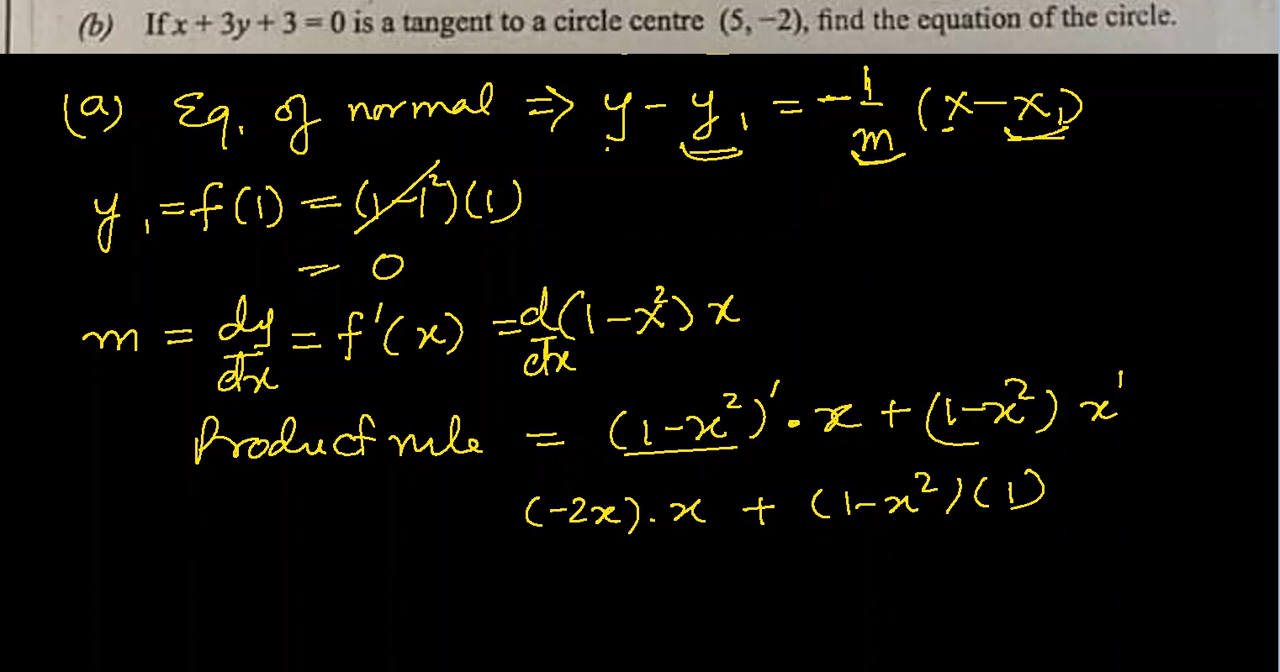 (b) If x + 3y + 3 = 0 is a tangent to a circle centre (5, −2), find the equation of the circle.
(a) Eq. of normal ⇒ y − y₁ = −1/m (x − x₁)
y₁ = f(1) = (1 − 1²)(1)
= 0
m = dy/dx = f'(x) = d/dx (1 − x²) x
Product rule = (1 − x²)' · x + (1 − x²) x'
(−2x) · x + (1 − x²)(1)